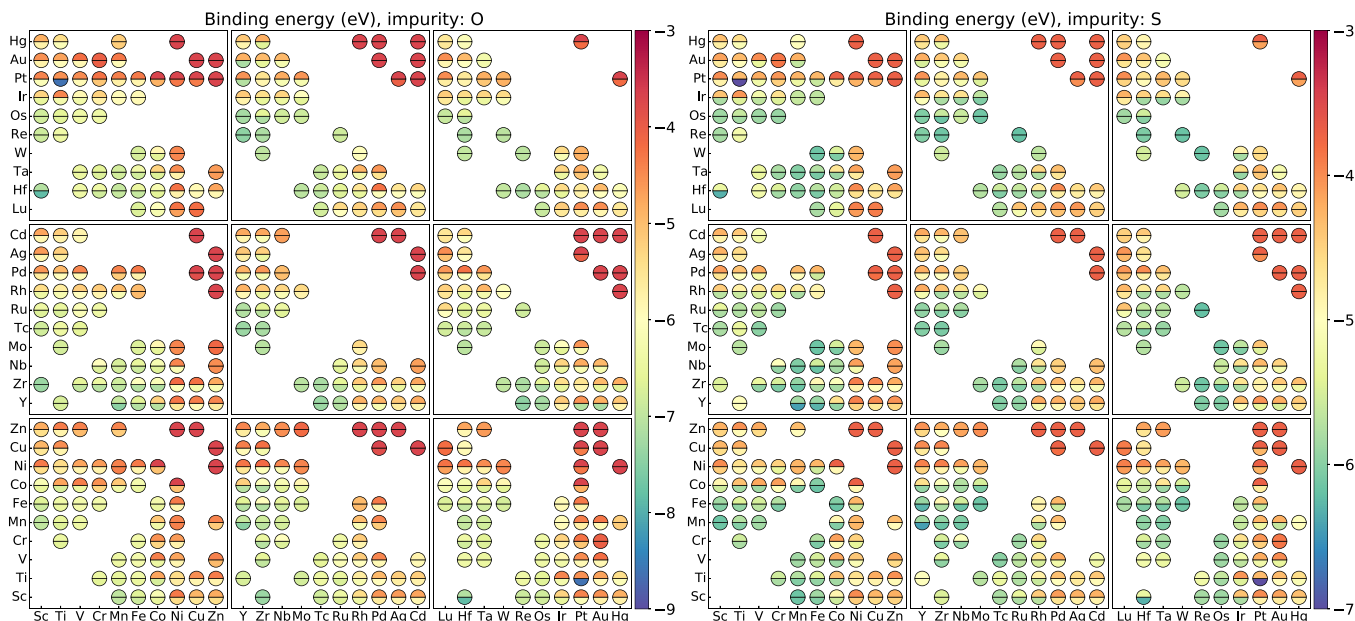 Binding energy (eV), impurity: O
Hg
Au
Pt
Ir
Os
Re
W
Ta
Hf
Lu
Cd
Ag
Pd
Rh
Ru
Tc
Mo
Nb
Zr
Y
Zn
Cu
Ni
Co
Fe
Mn
Cr
V
Ti
Sc
Sc Ti V Cr Mn Fe Co Ni Cu Zn Y Zr Nb Mo Tc Ru Rh Pd Ag Cd Lu Hf Ta W Re Os Ir Pt Au Hg
−3
−4
−5
−6
−7
−8
−9
Binding energy (eV), impurity: S
Hg
Au
Pt
Ir
Os
Re
W
Ta
Hf
Lu
Cd
Ag
Pd
Rh
Ru
Tc
Mo
Nb
Zr
Y
Zn
Cu
Ni
Co
Fe
Mn
Cr
V
Ti
Sc
Sc Ti V Cr Mn Fe Co Ni Cu Zn Y Zr Nb Mo Tc Ru Rh Pd Ag Cd Lu Hf Ta W Re Os Ir Pt Au Hg
−3
−4
−5
−6
−7